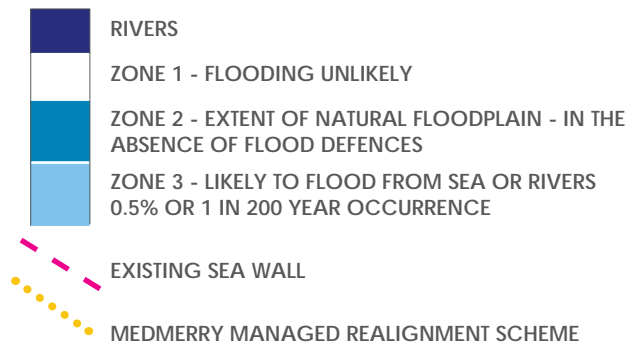 RIVERS
ZONE 1 - FLOODING UNLIKELY
ZONE 2 - EXTENT OF NATURAL FLOODPLAIN - IN THE
ABSENCE OF FLOOD DEFENCES
ZONE 3 - LIKELY TO FLOOD FROM SEA OR RIVERS
0.5% OR 1 IN 200 YEAR OCCURRENCE
EXISTING SEA WALL
MEDMERRY MANAGED REALIGNMENT SCHEME